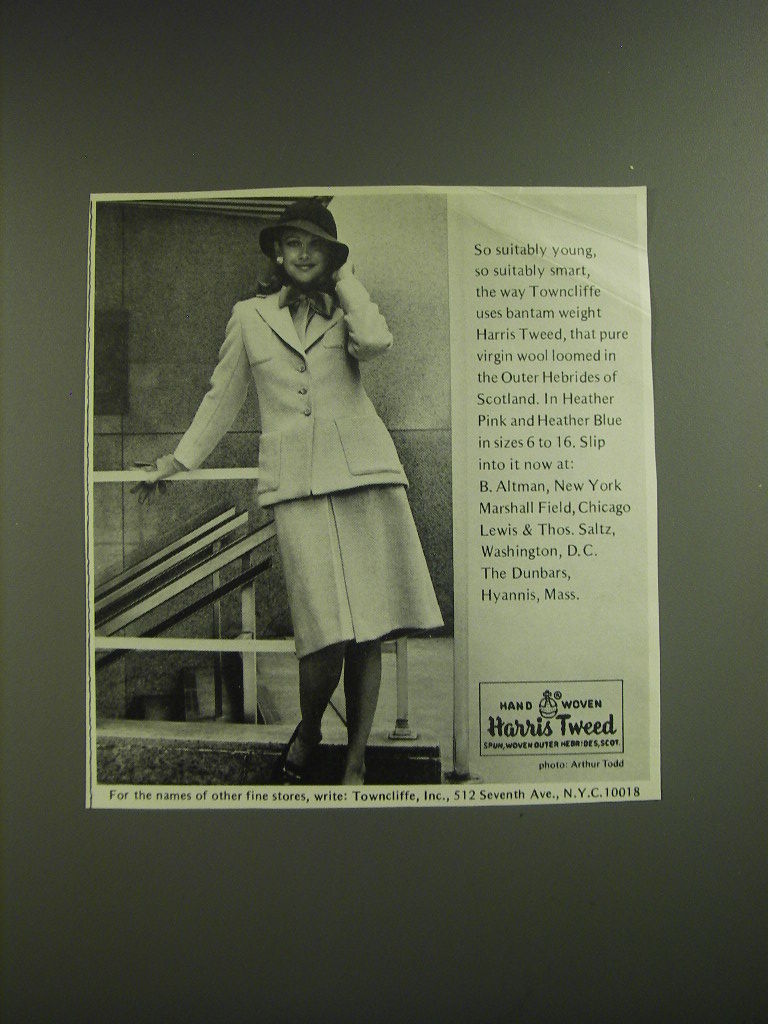 So suitably young,
so suitably smart,
the way Towncliffe
uses bantam weight
Harris Tweed, that pure
virgin wool loomed in
the Outer Hebrides of
Scotland. In Heather
Pink and Heather Blue
in sizes 6 to 16. Slip
into it now at:
B. Altman, New York
Marshall Field, Chicago
Lewis & Thos. Saltz,
Washington, D.C.
The Dunbars,
Hyannis, Mass.
HAND ® WOVEN
Harris Tweed
SPUN, WOVEN OUTER HEBRIDES, SCOT.
photo: Arthur Todd
For the names of other fine stores, write: Towncliffe, Inc., 512 Seventh Ave., N.Y.C. 10018